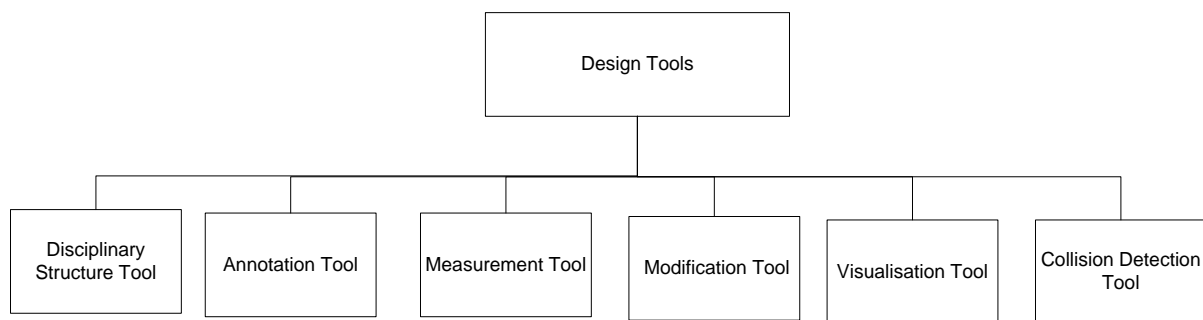 Design Tools
Disciplinary
Structure Tool
Annotation Tool
Measurement Tool
Modification Tool
Visualisation Tool
Collision Detection
Tool